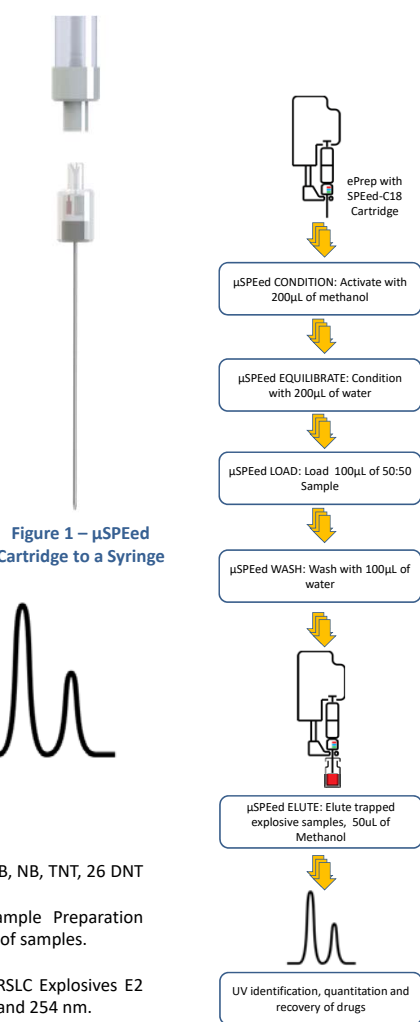 Figure 1 – µSPEed
Cartridge to a Syringe
NB, TNT, 26 DNT
Sample Preparation
of samples.
RSLC Explosives E2
and 254 nm.
ePrep with
SPEed-C18
Cartridge
µSPEed CONDITION: Activate with
200µL of methanol
µSPEed EQUILIBRATE: Condition
with 200µL of water
µSPEed LOAD: Load 100µL of 50:50
Sample
µSPEed WASH: Wash with 100µL of
water
µSPEed ELUTE: Elute trapped
explosive samples, 50uL of
Methanol
UV identification, quantitation and
recovery of drugs